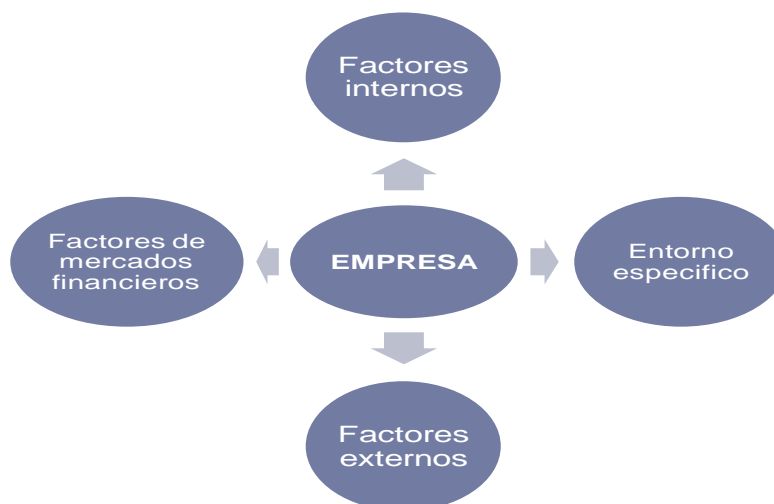 Factores
internos
Factores de
mercados
financieros
EMPRESA
Entorno
especifico
Factores
externos